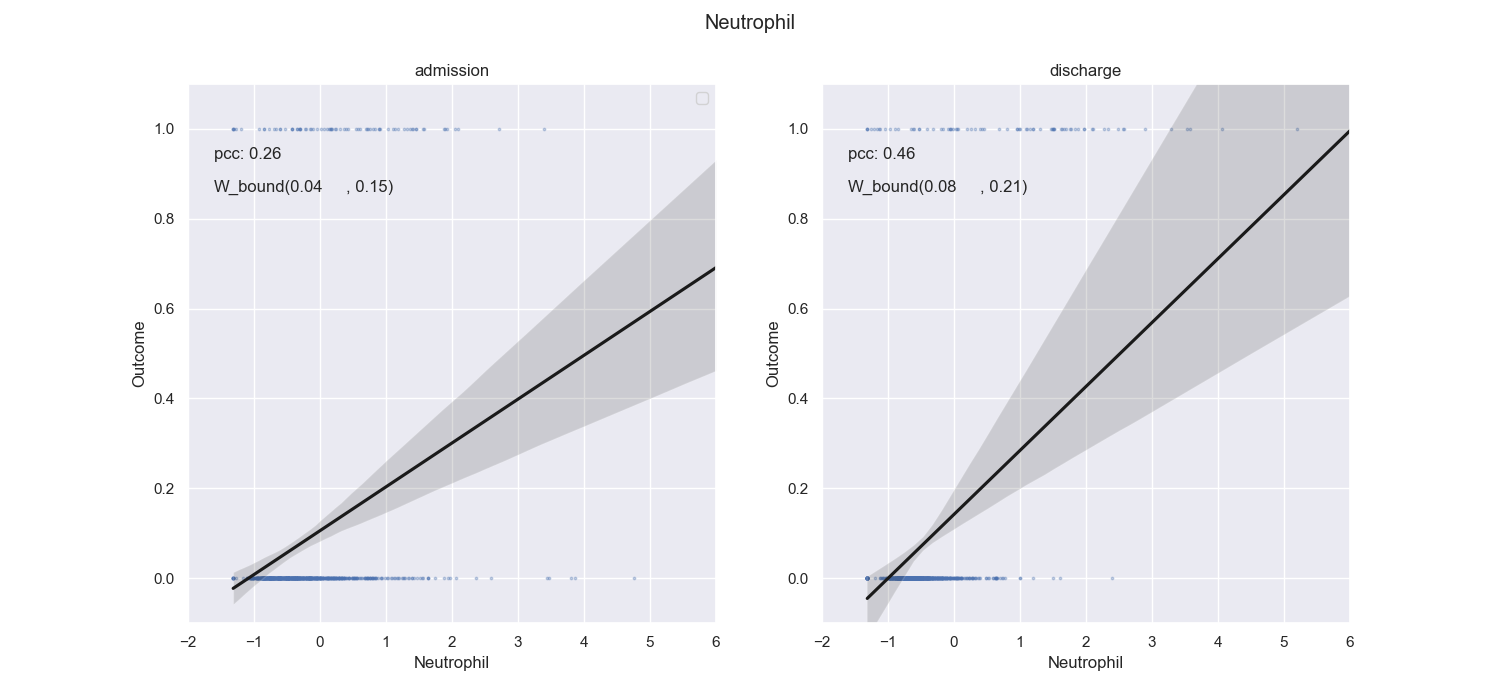 Neutrophil
admission
1.0
0.8
0.6
0.4
0.2
0.0
Outcome
pcc: 0.26
W_bound(0.04 , 0.15)
−2 −1 0 1 2 3 4 5 6
Neutrophil
discharge
1.0
0.8
0.6
0.4
0.2
0.0
Outcome
pcc: 0.46
W_bound(0.08 , 0.21)
−2 −1 0 1 2 3 4 5 6
Neutrophil